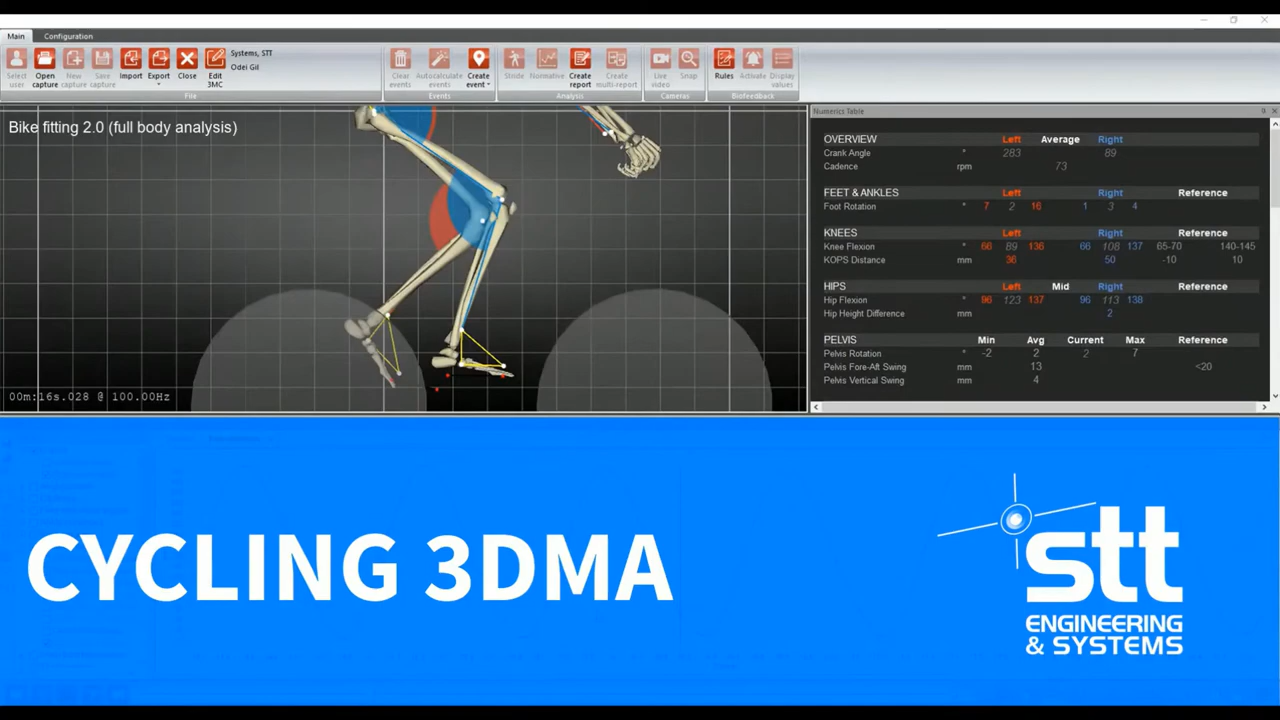 Main Configuration
Select user
Open capture
New capture
Save capture
Import
Export
Close
Edit 3MC
Systems, STT
Odei Gil
File
Clear events
Autocalculate events
Create event
Events
Stride
Normative
Create report
Create multi-report
Analysis
Live video
Snap
Cameras
Rules
Activate
Display values
Biofeedback
Bike fitting 2.0 (full body analysis)
00m:16s.028 @ 100.00Hz
Numerics Table
OVERVIEW Left Average Right
Crank Angle ° 283 89
Cadence rpm 73
FEET & ANKLES Left Right Reference
Foot Rotation ° 7 2 16 1 3 4
KNEES Left Right Reference
Knee Flexion ° 66 89 136 66 108 137 65-70 140-145
KOPS Distance mm 36 50 -10 10
HIPS Left Mid Right Reference
Hip Flexion ° 96 123 137 96 113 138
Hip Height Difference mm 2
PELVIS Min Avg Current Max Reference
Pelvis Rotation ° -2 2 2 7
Pelvis Fore-Aft Swing mm 13 <20
Pelvis Vertical Swing mm 4
CYCLING 3DMA
stt
ENGINEERING
& SYSTEMS